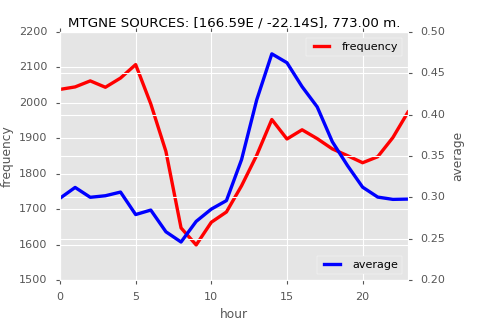 MTGNE SOURCES: [166.59E / -22.14S], 773.00 m.
2200
2100
2000
1900
1800
1700
1600
1500
frequency
0.50
0.45
0.40
0.35
0.30
0.25
0.20
average
frequency
average
0 5 10 15 20
hour